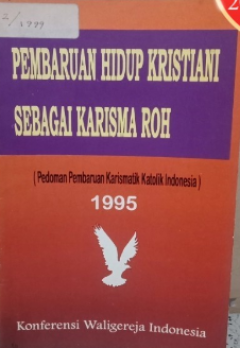 PEMBARUAN HIDUP KRISTIANI
SEBAGAI KARISMA ROH
( Pedoman Pembaruan Karismatik Katolik Indonesia )
1995
Konferensi Waligereja Indonesia